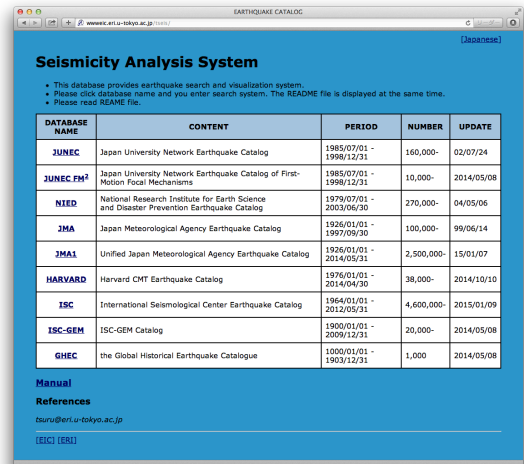 EARTHQUAKE CATALOG
wwweic.eri.u-tokyo.ac.jp/tseis/
リーダー
[Japanese]
Seismicity Analysis System
• This database provides earthquake search and visualization system.
• Please click database name and you enter search system. The README file is displayed at the same time.
• Please read REAME file.
DATABASE NAME CONTENT PERIOD NUMBER UPDATE
JUNEC Japan University Network Earthquake Catalog 1985/07/01 - 1998/12/31 160,000- 02/07/24
JUNEC FM2 Japan University Network Earthquake Catalog of First-Motion Focal Mechanisms 1985/07/01 - 1998/12/31 10,000- 2014/05/08
NIED National Research Institute for Earth Science and Disaster Prevention Earthquake Catalog 1979/07/01 - 2003/06/30 270,000- 04/05/06
JMA Japan Meteorological Agency Earthquake Catalog 1926/01/01 - 1997/09/30 100,000- 99/06/14
JMA1 Unified Japan Meteorological Agency Earthquake Catalog 1926/01/01 - 2014/05/31 2,500,000- 15/01/07
HARVARD Harvard CMT Earthquake Catalog 1976/01/01 - 2014/04/30 38,000- 2014/10/10
ISC International Seismological Center Earthquake Catalog 1964/01/01 - 2012/05/31 4,600,000- 2015/01/09
ISC-GEM ISC-GEM Catalog 1900/01/01 - 2009/12/31 20,000- 2014/05/08
GHEC the Global Historical Earthquake Catalogue 1000/01/01 - 1903/12/31 1,000 2014/05/08
Manual
References
tsuru@eri.u-tokyo.ac.jp
[EIC] [ERI]